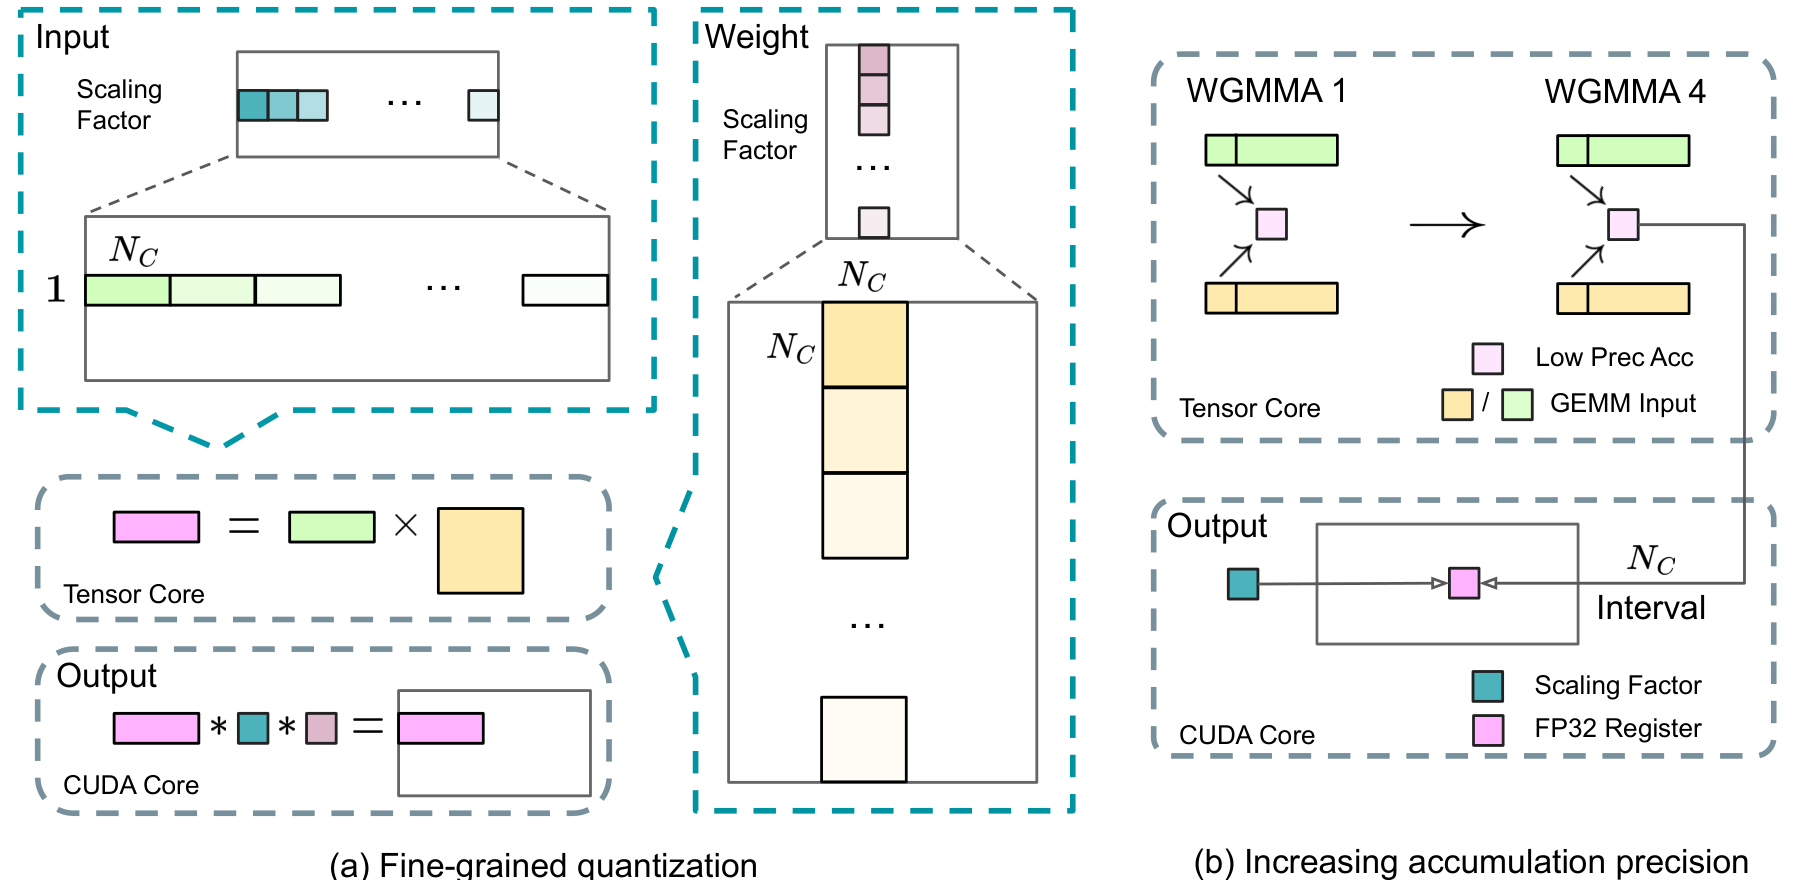 Input
Scaling
Factor
...
N_C
1
...
Tensor Core
=
×
Output
* * =
CUDA Core
Weight
Scaling
Factor
...
N_C
N_C
...
(a) Fine-grained quantization
WGMMA 1
WGMMA 4
Low Prec Acc
/ GEMM Input
Tensor Core
Output
N_C
Interval
Scaling Factor
FP32 Register
CUDA Core
(b) Increasing accumulation precision